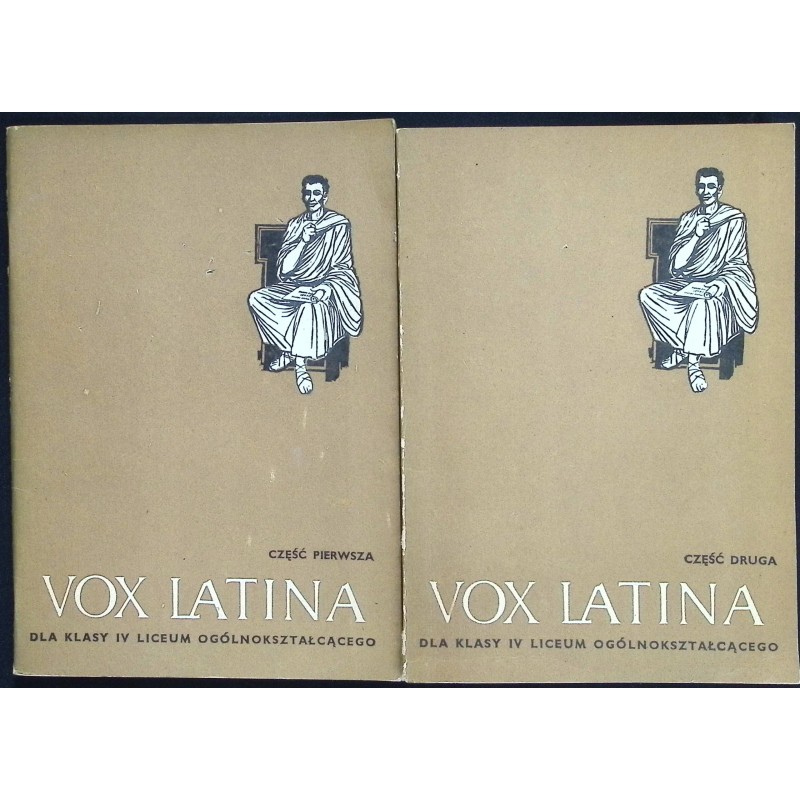 CZĘŚĆ PIERWSZA
VOX LATINA
DLA KLASY IV LICEUM OGÓLNOKSZTAŁCĄCEGO
CZĘŚĆ DRUGA
VOX LATINA
DLA KLASY IV LICEUM OGÓLNOKSZTAŁCĄCEGO